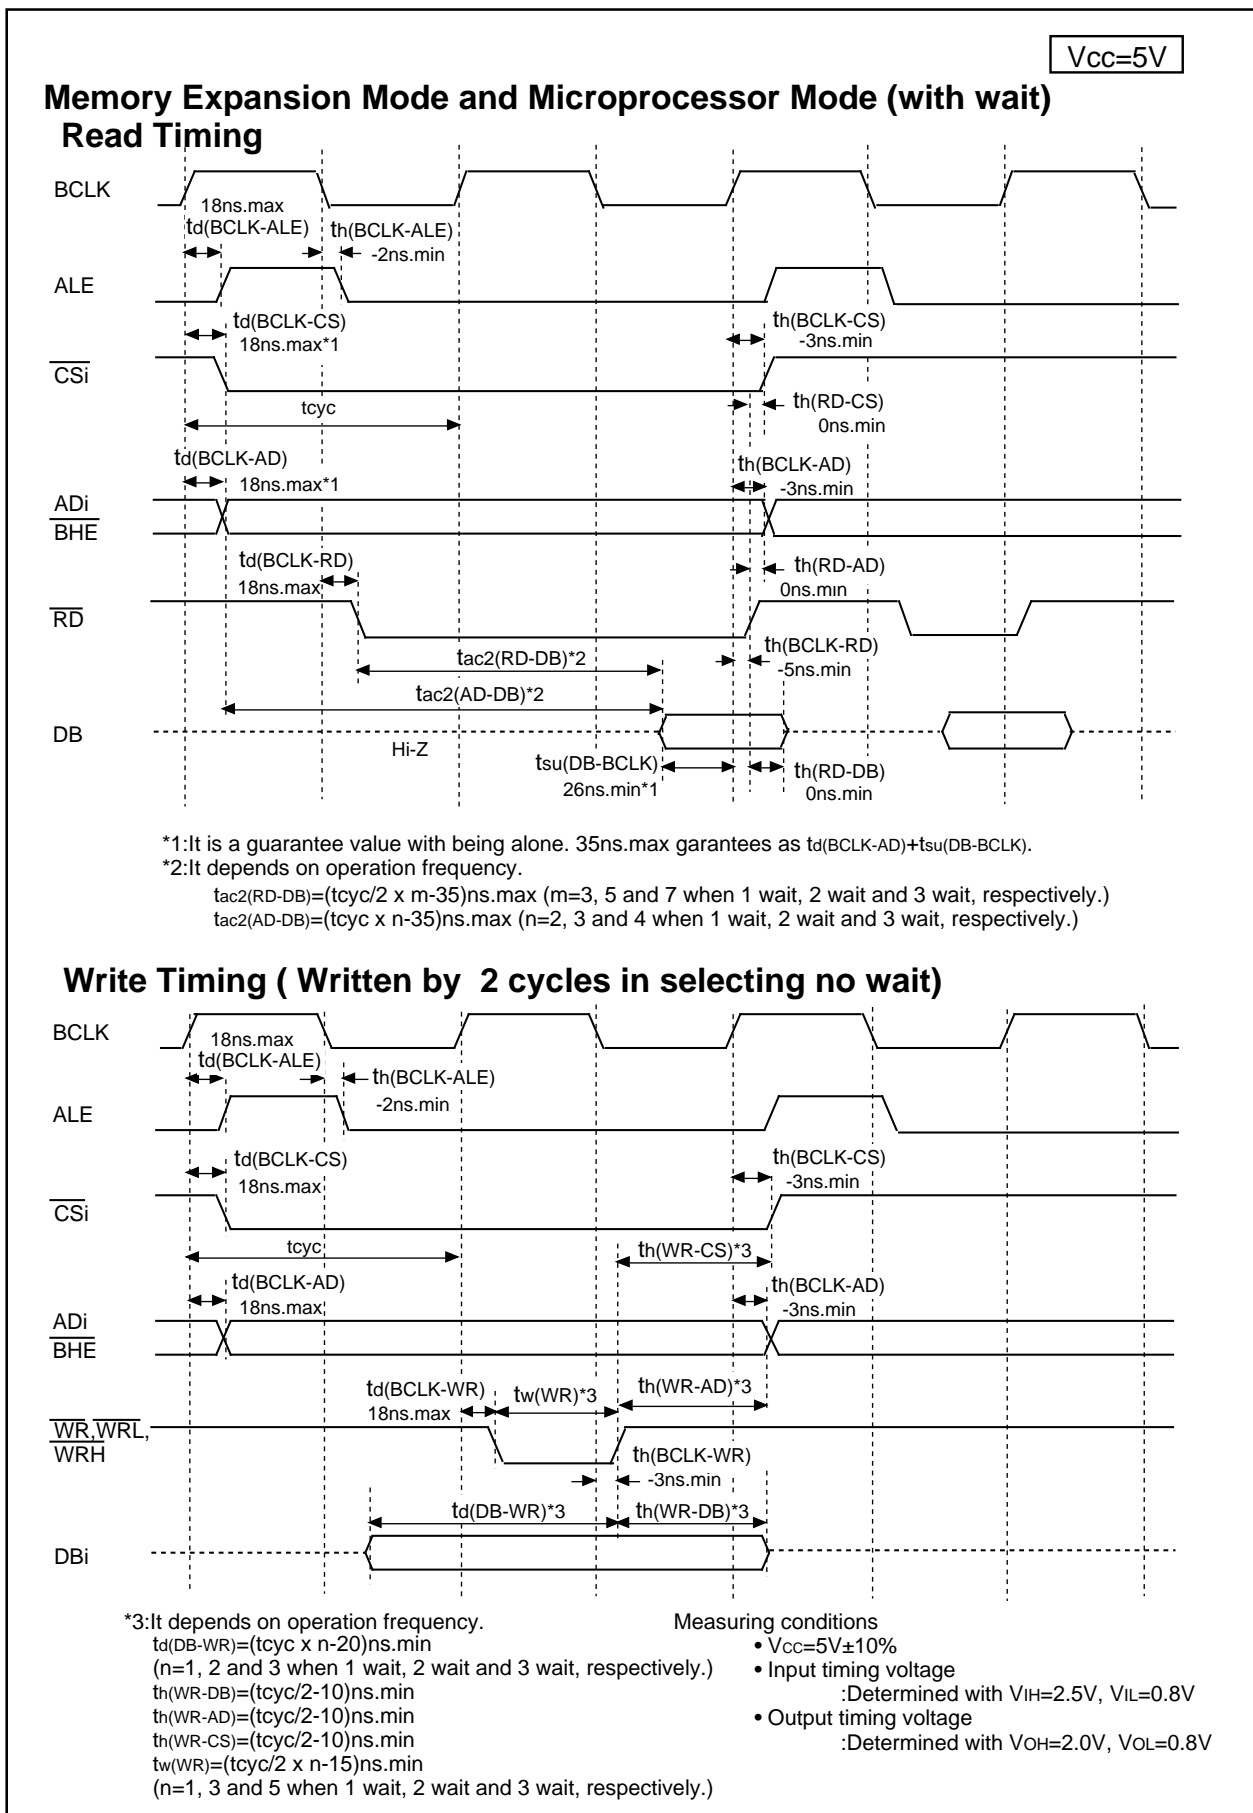 Vcc=5V
Memory Expansion Mode and Microprocessor Mode (with wait)
Read Timing
BCLK
18ns.max
td(BCLK-ALE)
th(BCLK-ALE)
-2ns.min
ALE
td(BCLK-CS)
18ns.max*1
th(BCLK-CS)
-3ns.min
CSi
tcyc
th(RD-CS)
0ns.min
td(BCLK-AD)
18ns.max*1
th(BCLK-AD)
-3ns.min
ADi
BHE
td(BCLK-RD)
18ns.max
th(RD-AD)
0ns.min
RD
th(BCLK-RD)
-5ns.min
tac2(RD-DB)*2
tac2(AD-DB)*2
DB
Hi-Z
tsu(DB-BCLK)
26ns.min*1
th(RD-DB)
0ns.min
*1:It is a guarantee value with being alone. 35ns.max garantees as td(BCLK-AD)+tsu(DB-BCLK).
*2:It depends on operation frequency.
tac2(RD-DB)=(tcyc/2 x m-35)ns.max (m=3, 5 and 7 when 1 wait, 2 wait and 3 wait, respectively.)
tac2(AD-DB)=(tcyc x n-35)ns.max (n=2, 3 and 4 when 1 wait, 2 wait and 3 wait, respectively.)
Write Timing ( Written by 2 cycles in selecting no wait)
BCLK
18ns.max
td(BCLK-ALE)
th(BCLK-ALE)
-2ns.min
ALE
td(BCLK-CS)
18ns.max
th(BCLK-CS)
-3ns.min
CSi
tcyc
th(WR-CS)*3
td(BCLK-AD)
18ns.max
th(BCLK-AD)
-3ns.min
ADi
BHE
td(BCLK-WR)
18ns.max
tw(WR)*3
th(WR-AD)*3
WR,WRL,
WRH
th(BCLK-WR)
-3ns.min
td(DB-WR)*3
th(WR-DB)*3
DBi
*3:It depends on operation frequency.
td(DB-WR)=(tcyc x n-20)ns.min
(n=1, 2 and 3 when 1 wait, 2 wait and 3 wait, respectively.)
th(WR-DB)=(tcyc/2-10)ns.min
th(WR-AD)=(tcyc/2-10)ns.min
th(WR-CS)=(tcyc/2-10)ns.min
tw(WR)=(tcyc/2 x n-15)ns.min
(n=1, 3 and 5 when 1 wait, 2 wait and 3 wait, respectively.)
Measuring conditions
• VCC=5V±10%
• Input timing voltage
:Determined with VIH=2.5V, VIL=0.8V
• Output timing voltage
:Determined with VOH=2.0V, VOL=0.8V